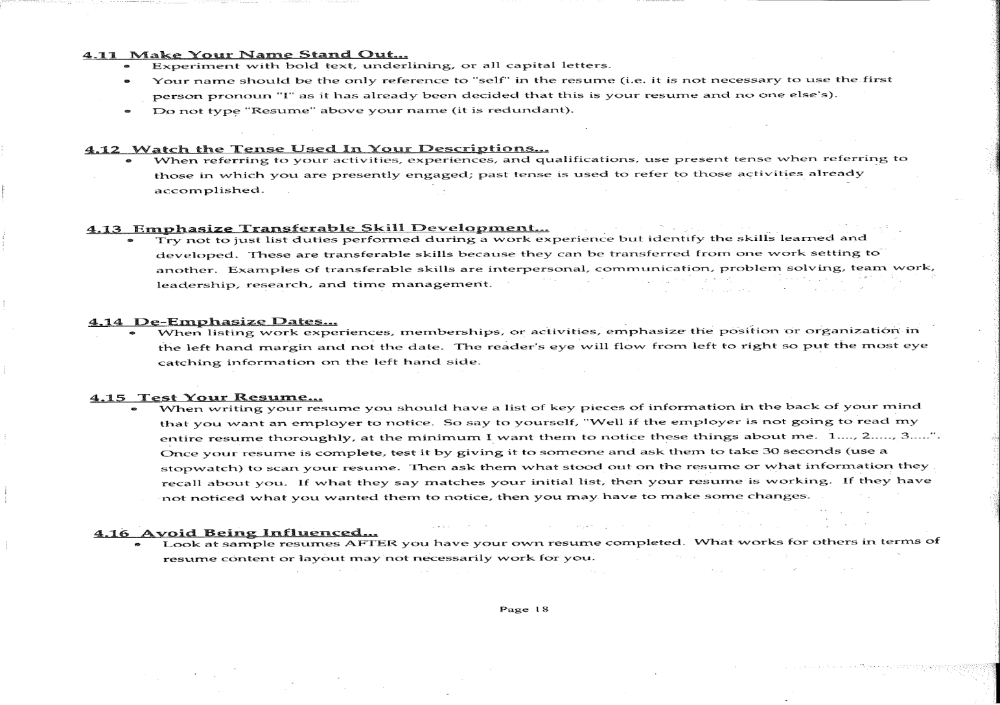 4.11 Make Your Name Stand Out...
• Experiment with bold text, underlining, or all capital letters.
• Your name should be the only reference to "self" in the resume (i.e. it is not necessary to use the first
person pronoun "I" as it has already been decided that this is your resume and no one else's).
• Do not type "Resume" above your name (it is redundant).
4.12 Watch the Tense Used In Your Descriptions...
• When referring to your activities, experiences, and qualifications, use present tense when referring to
those in which you are presently engaged; past tense is used to refer to those activities already
accomplished.
4.13 Emphasize Transferable Skill Development...
• Try not to just list duties performed during a work experience but identify the skills learned and
developed. These are transferable skills because they can be transferred from one work setting to
another. Examples of transferable skills are interpersonal, communication, problem solving, team work,
leadership, research, and time management.
4.14 De-Emphasize Dates...
• When listing work experiences, memberships, or activities, emphasize the position or organization in
the left hand margin and not the date. The reader's eye will flow from left to right so put the most eye
catching information on the left hand side.
4.15 Test Your Resume...
• When writing your resume you should have a list of key pieces of information in the back of your mind
that you want an employer to notice. So say to yourself, "Well if the employer is not going to read my
entire resume thoroughly, at the minimum I want them to notice these things about me. 1...., 2....., 3.....".
Once your resume is complete, test it by giving it to someone and ask them to take 30 seconds (use a
stopwatch) to scan your resume. Then ask them what stood out on the resume or what information they
recall about you. If what they say matches your initial list, then your resume is working. If they have
not noticed what you wanted them to notice, then you may have to make some changes.
4.16 Avoid Being Influenced...
• Look at sample resumes AFTER you have your own resume completed. What works for others in terms of
resume content or layout may not necessarily work for you.
Page 18